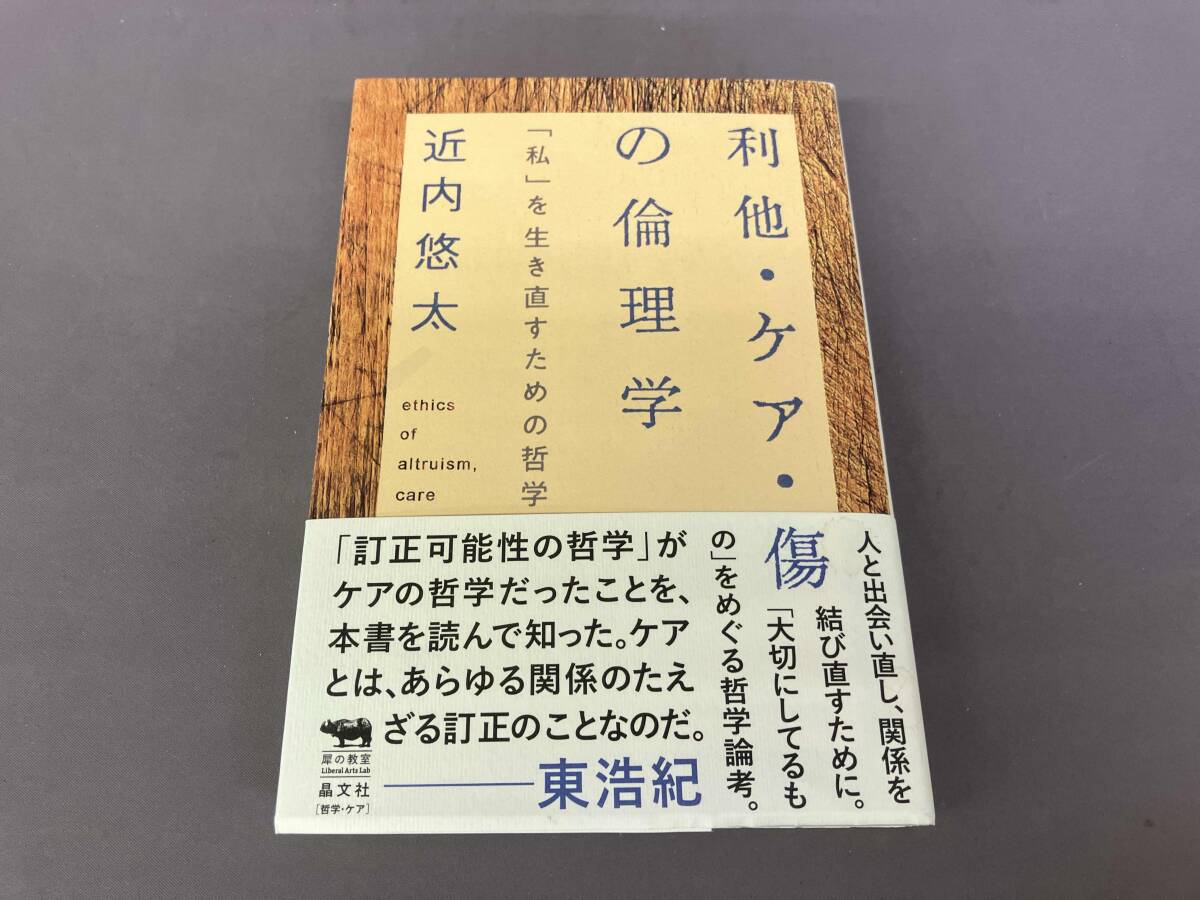 利他・ケア・傷
の倫理学
「私」を生き直すための哲学
近内悠太
ethics
of
altruism,
care
人と出会い直し、関係を
結び直すために。
「大切にしてるも
の」をめぐる哲学論考。
「訂正可能性の哲学」が
ケアの哲学だったことを、
本書を読んで知った。ケア
とは、あらゆる関係のたえ
ざる訂正のことなのだ。
――東浩紀
犀の教室
Liberal Arts Lab
晶文社
[哲学・ケア]